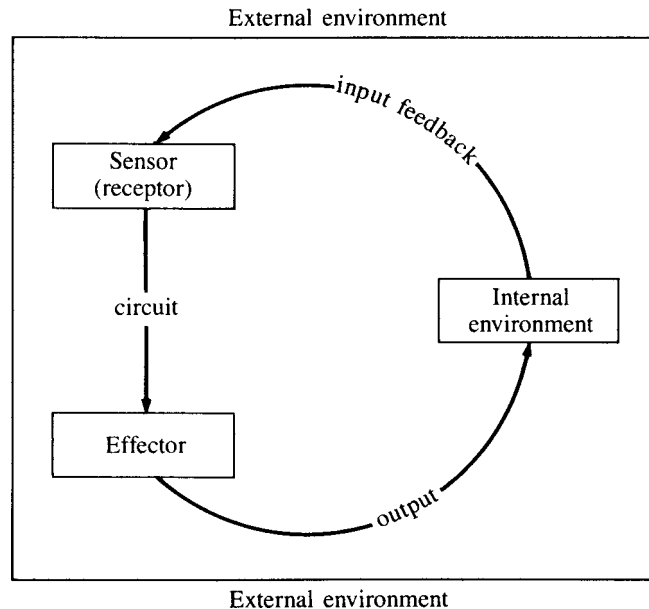 External environment
input feedback
Sensor
(receptor)
circuit
Internal
environment
Effector
output
External environment